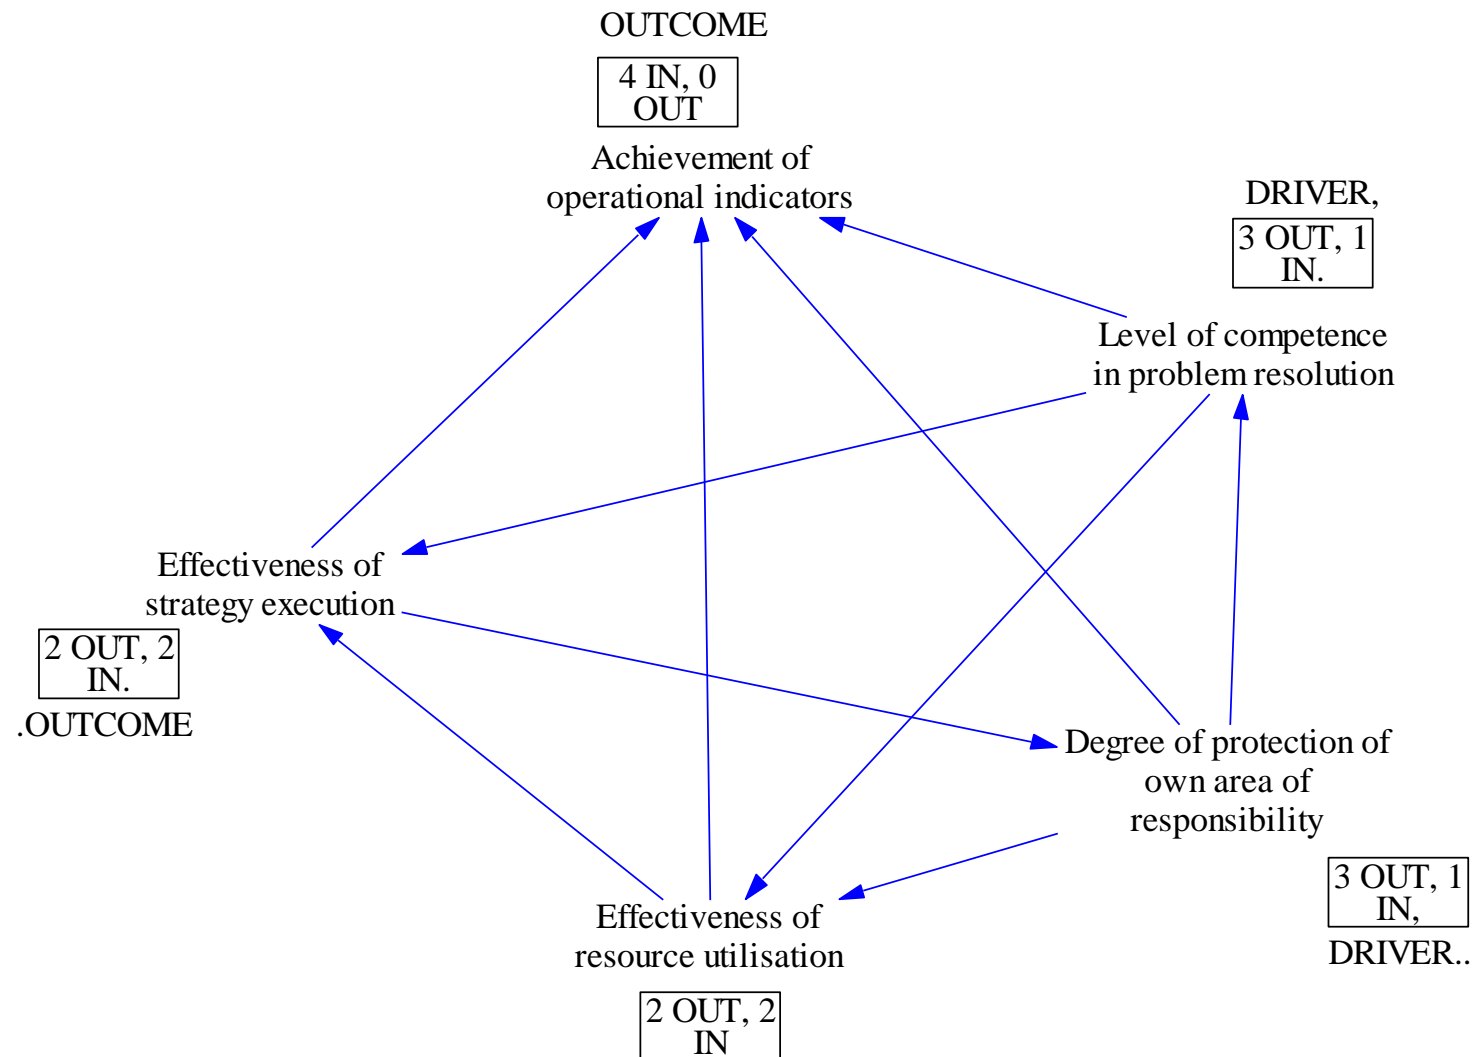 OUTCOME
4 IN, 0
OUT
Achievement of
operational indicators
DRIVER,
3 OUT, 1
IN.
Level of competence
in problem resolution
Effectiveness of
strategy execution
2 OUT, 2
IN.
.OUTCOME
Degree of protection of
own area of
responsibility
3 OUT, 1
IN,
DRIVER..
Effectiveness of
resource utilisation
2 OUT, 2
IN